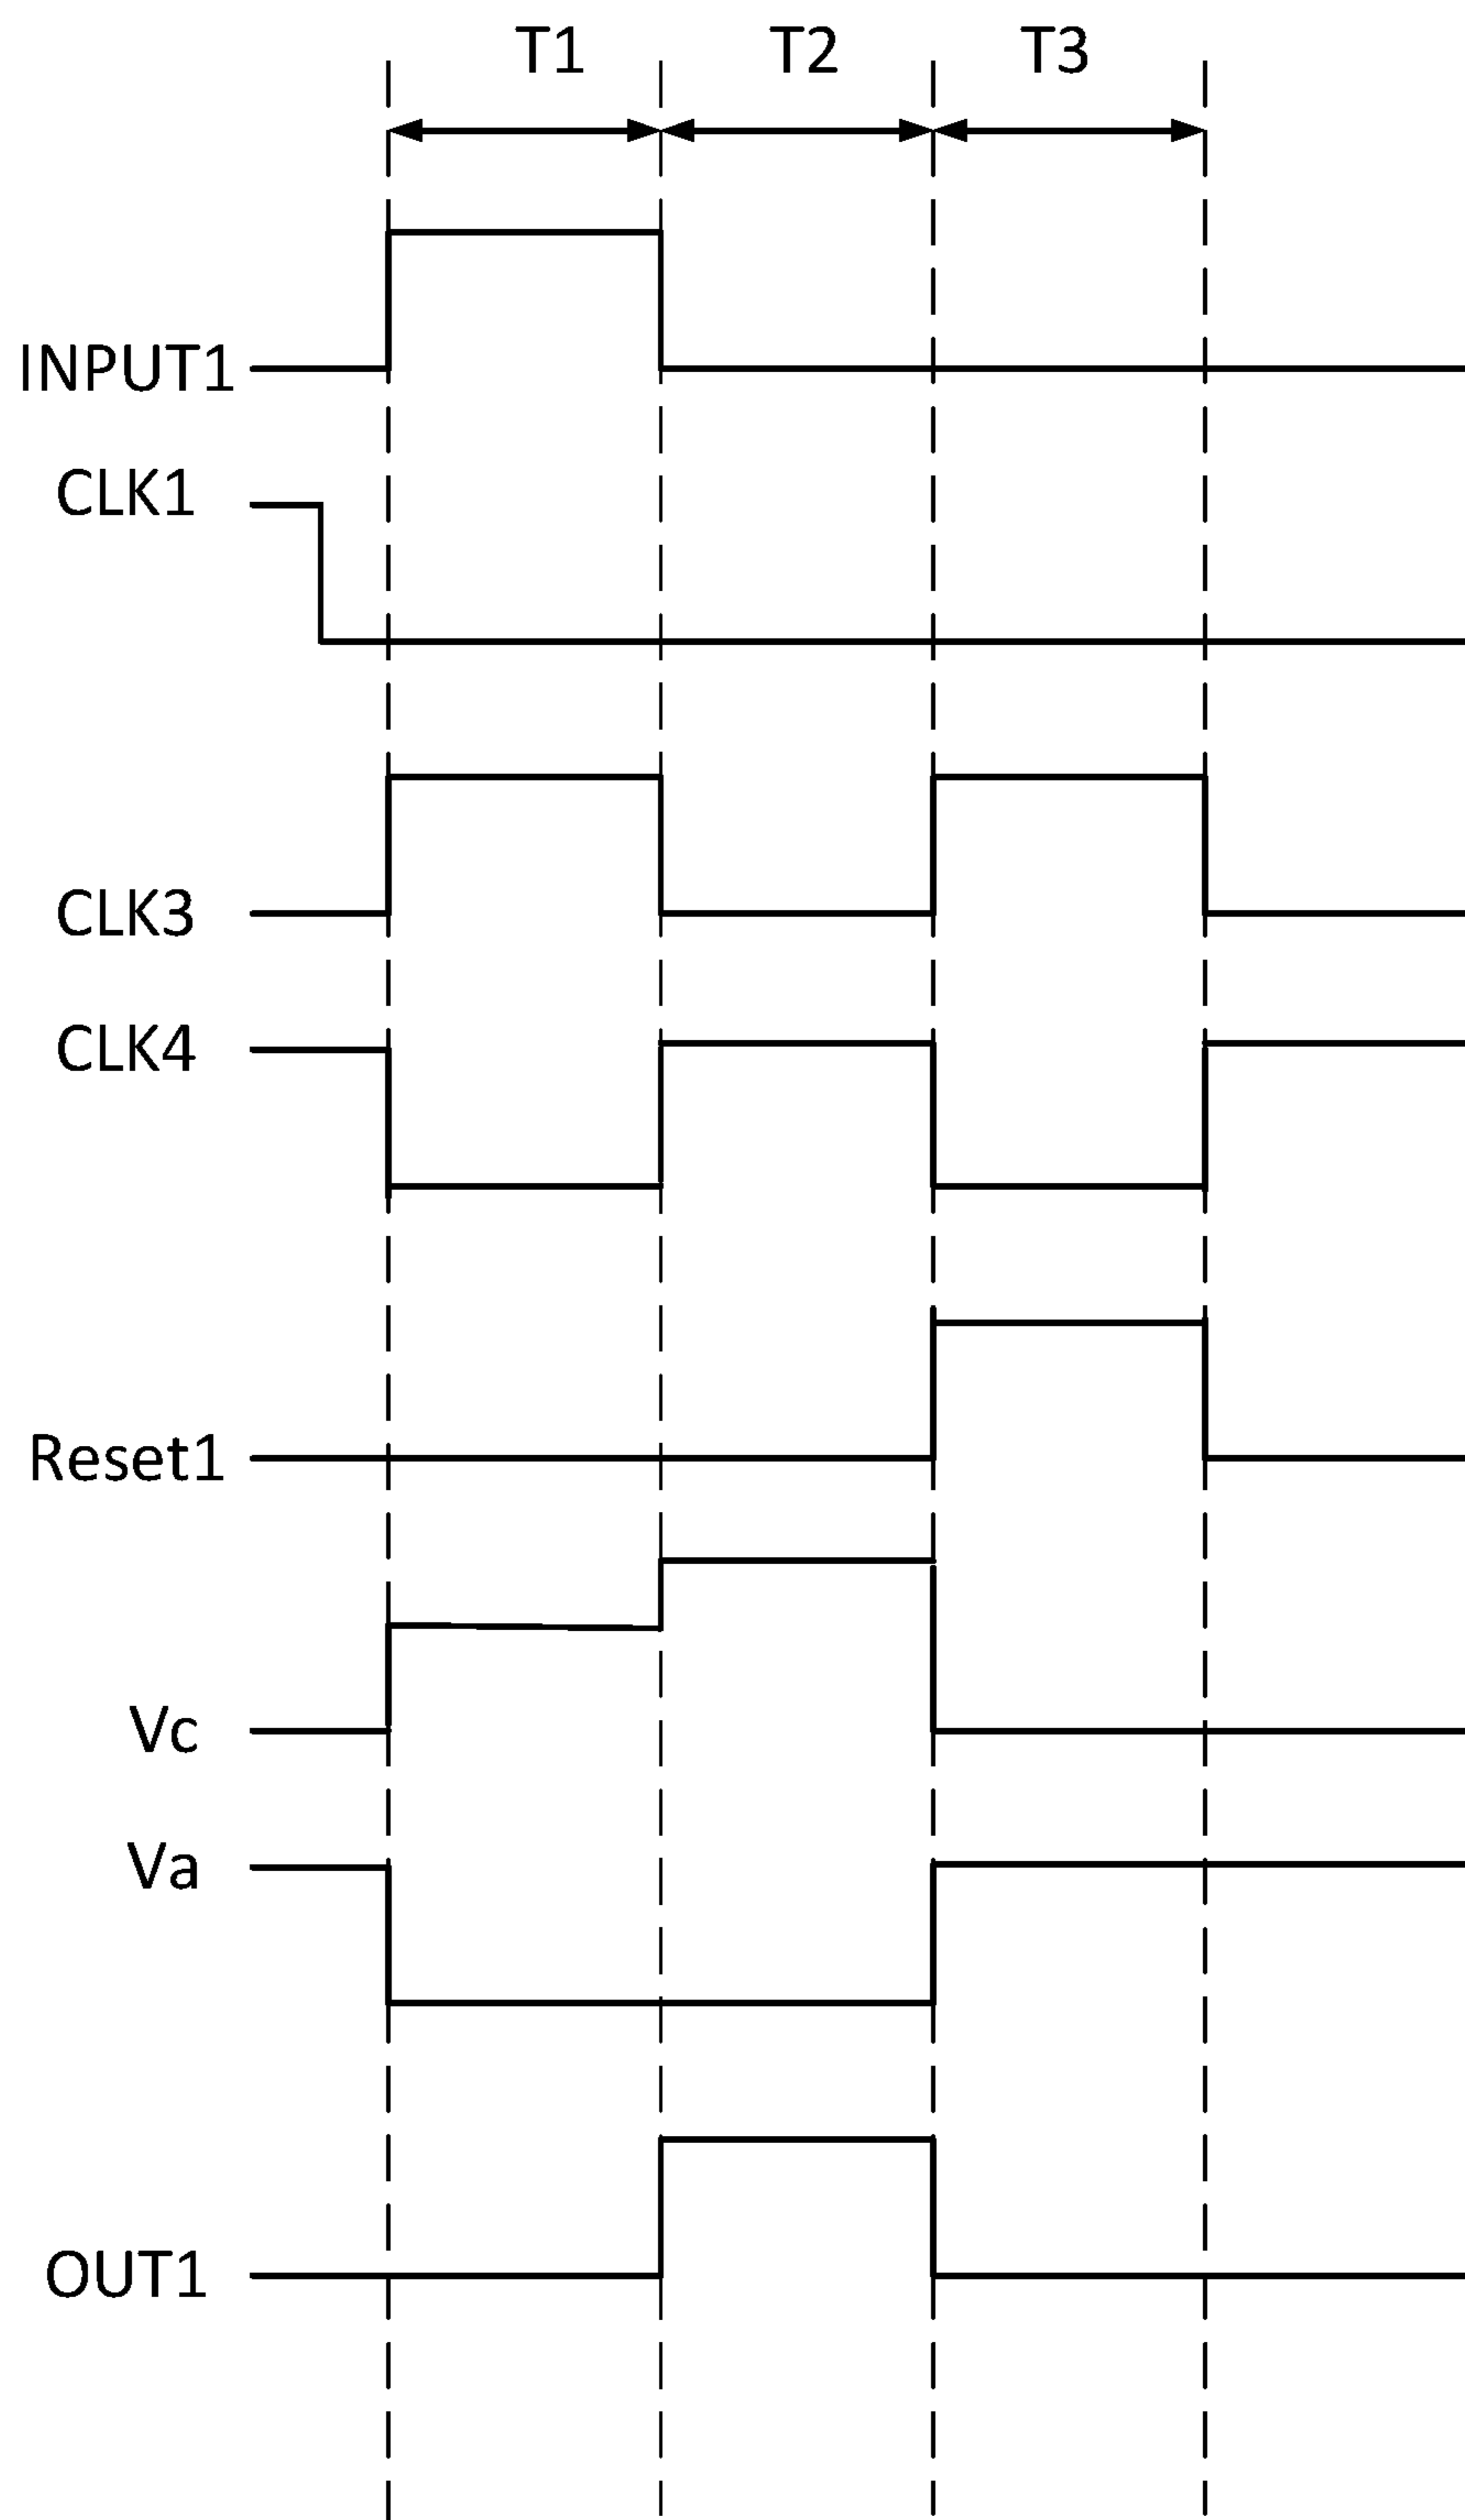 T1 T2 T3
INPUT1
CLK1
CLK3
CLK4
Reset1
Vc
Va
OUT1